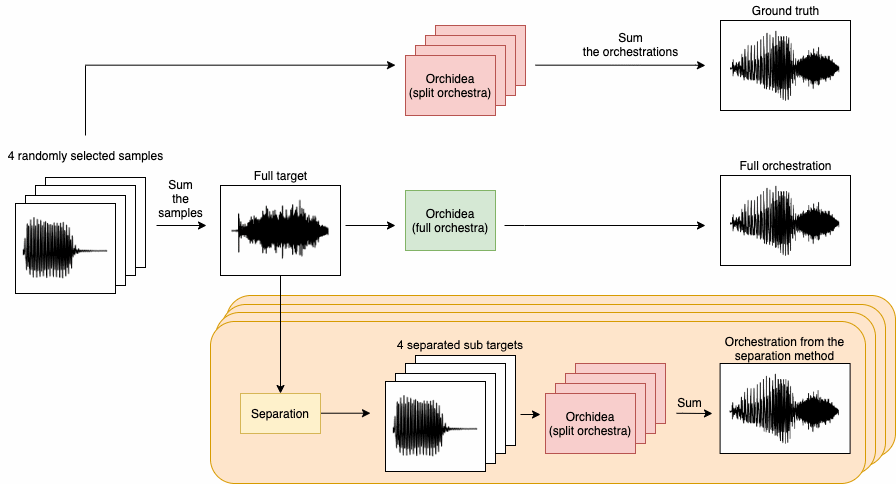 Ground truth
Sum
the orchestrations
Orchidea
(split orchestra)
4 randomly selected samples
Sum
the
samples
Full target
Orchidea
(full orchestra)
Full orchestration
4 separated sub targets
Orchestration from the
separation method
Separation
Orchidea
(split orchestra)
Sum